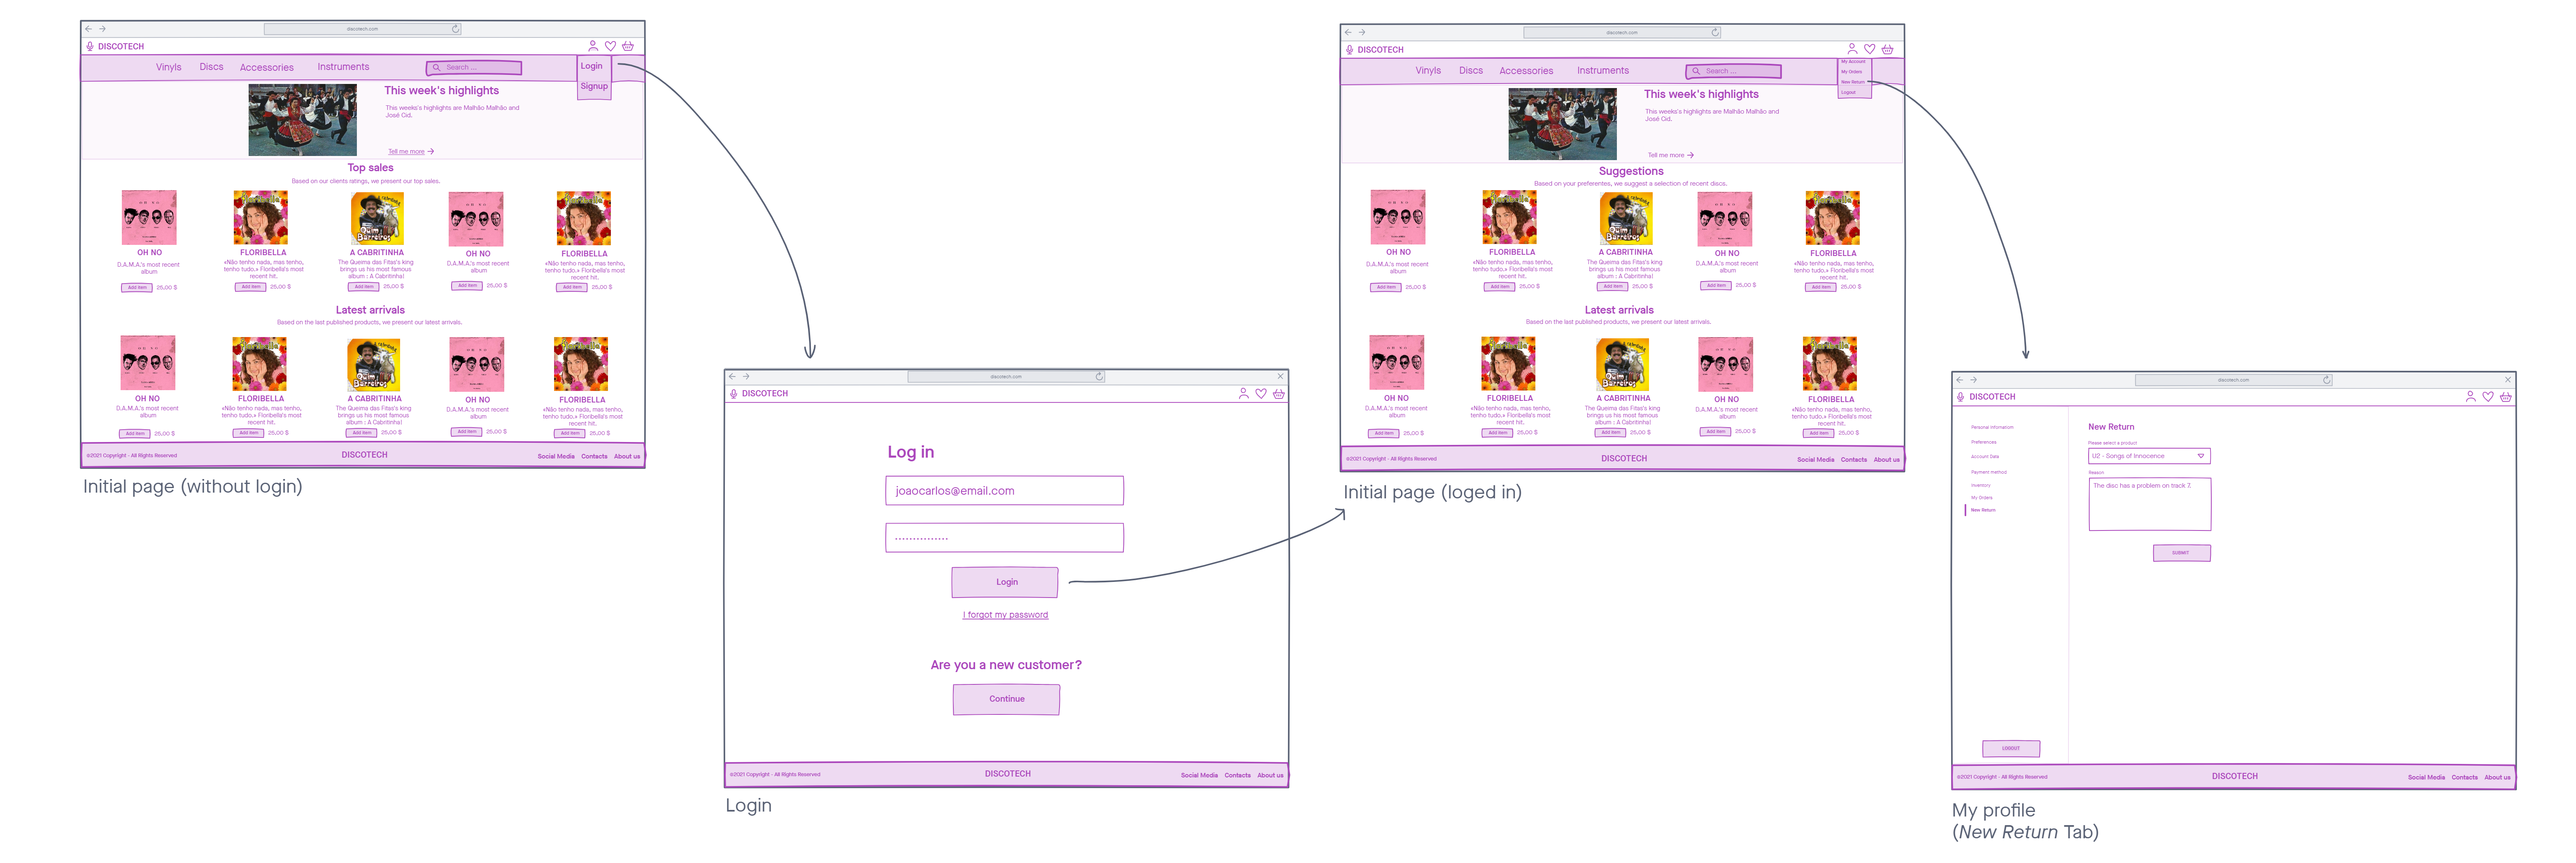 discotech.com
DISCOTECH
Vinyls Discs Accessories Instruments
Search ...
Login
Signup
This week's highlights
This weeks's highlights are Malhão Malhão and
José Cid.
Tell me more
Top sales
Based on our clients ratings, we present our top sales.
OH NO
D.A.M.A.'s most recent
album
Add item 25,00 $
FLORIBELLA
«Não tenho nada, mas tenho,
tenho tudo.» Floribella's most
recent hit.
Add item 25,00 $
Quim
Barreiros
A CABRITINHA
The Queima das Fitas's king
brings us his most famous
album : A Cabritinha!
Add item 25,00 $
OH NO
D.A.M.A.'s most recent
album
Add item 25,00 $
FLORIBELLA
«Não tenho nada, mas tenho,
tenho tudo.» Floribella's most
recent hit.
Add item 25,00 $
Latest arrivals
Based on the last published products, we present our latest arrivals.
OH NO
D.A.M.A.'s most recent
album
Add item 25,00 $
FLORIBELLA
«Não tenho nada, mas tenho,
tenho tudo.» Floribella's most
recent hit.
Add item 25,00 $
Quim
Barreiros
A CABRITINHA
The Queima das Fitas's king
brings us his most famous
album : A Cabritinha!
Add item 25,00 $
OH NO
D.A.M.A.'s most recent
album
Add item 25,00 $
FLORIBELLA
«Não tenho nada, mas tenho,
tenho tudo.» Floribella's most
recent hit.
Add item 25,00 $
©2021 Copyright - All Rights Reserved
DISCOTECH
Social Media Contacts About us
Initial page (without login)
discotech.com
DISCOTECH
Log in
joaocarlos@email.com
Login
I forgot my password
Are you a new customer?
Continue
©2021 Copyright - All Rights Reserved
DISCOTECH
Social Media Contacts About us
Login
discotech.com
DISCOTECH
Vinyls Discs Accessories Instruments
Search ...
My Account
My Orders
New Return
Logout
This week's highlights
This weeks's highlights are Malhão Malhão and
José Cid.
Tell me more
Suggestions
Based on your preferentes, we suggest a selection of recent discs.
OH NO
D.A.M.A.'s most recent
album
Add item 25,00 $
FLORIBELLA
«Não tenho nada, mas tenho,
tenho tudo.» Floribella's most
recent hit.
Add item 25,00 $
Quim
Barreiros
A CABRITINHA
The Queima das Fitas's king
brings us his most famous
album : A Cabritinha!
Add item 25,00 $
OH NO
D.A.M.A.'s most recent
album
Add item 25,00 $
FLORIBELLA
«Não tenho nada, mas tenho,
tenho tudo.» Floribella's most
recent hit.
Add item 25,00 $
Latest arrivals
Based on the last published products, we present our latest arrivals.
OH NO
D.A.M.A.'s most recent
album
Add item 25,00 $
FLORIBELLA
«Não tenho nada, mas tenho,
tenho tudo.» Floribella's most
recent hit.
Add item 25,00 $
Quim
Barreiros
A CABRITINHA
The Queima das Fitas's king
brings us his most famous
album : A Cabritinha!
Add item 25,00 $
OH NO
D.A.M.A.'s most recent
album
Add item 25,00 $
FLORIBELLA
«Não tenho nada, mas tenho,
tenho tudo.» Floribella's most
recent hit.
Add item 25,00 $
©2021 Copyright - All Rights Reserved
DISCOTECH
Social Media Contacts About us
Initial page (loged in)
discotech.com
DISCOTECH
Personal information
Preferences
Account Data
Payment method
Inventory
My Orders
New Return
LOGOUT
New Return
Please select a product
U2 - Songs of Innocence
Reason
The disc has a problem on track 7.
SUBMIT
©2021 Copyright - All Rights Reserved
DISCOTECH
Social Media Contacts About us
My profile
(New Return Tab)